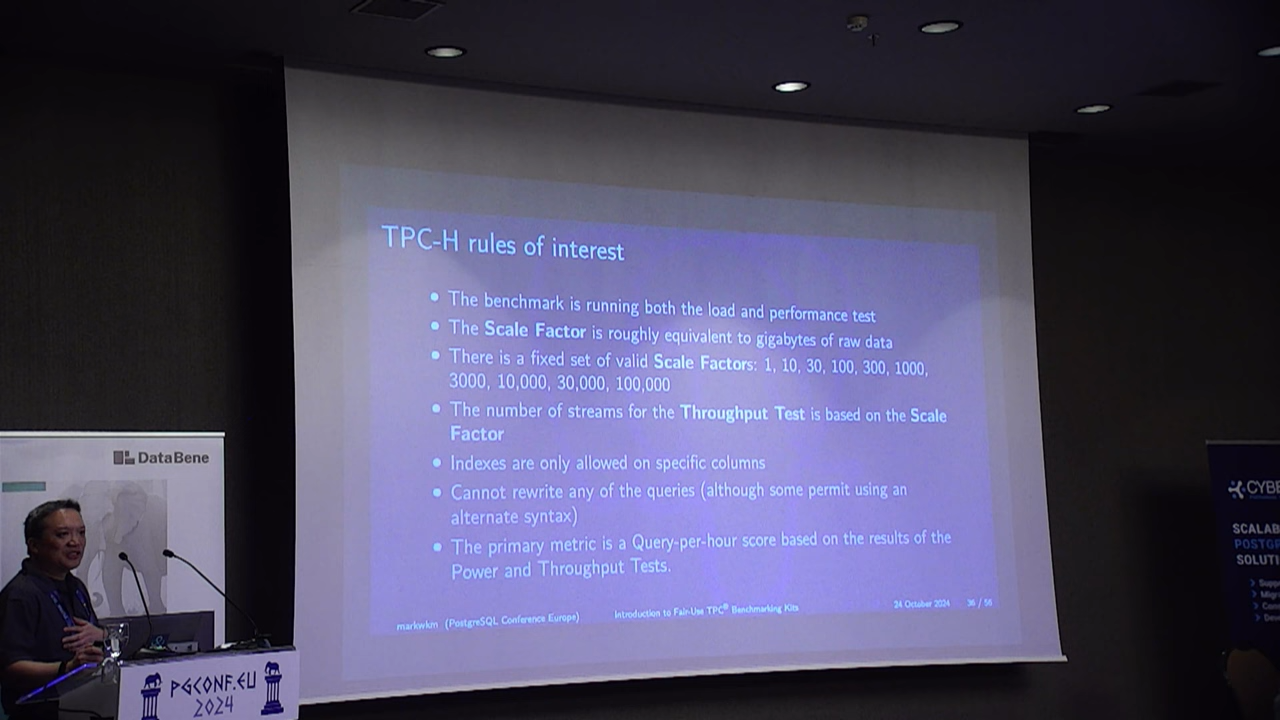 TPC-H rules of interest
The benchmark is running both the load and performance test
The Scale Factor is roughly equivalent to gigabytes of raw data
There is a fixed set of valid Scale Factors: 1, 10, 30, 100, 300, 1000,
3000, 10,000, 30,000, 100,000
The number of streams for the Throughput Test is based on the Scale
Factor
Indexes are only allowed on specific columns
Cannot rewrite any of the queries (although some permit using an
alternate syntax)
The primary metric is a Query-per-hour score based on the results of the
Power and Throughput Tests.
markwkm (PostgreSQL Conference Europe)
Introduction to Fair-Use TPC® Benchmarking Kits
24 October 2024
36 / 56
DataBene
PGCONF.EU
2024
CYBE
SCALAB
POSTGR
SOLUTI
Suppo
Migr